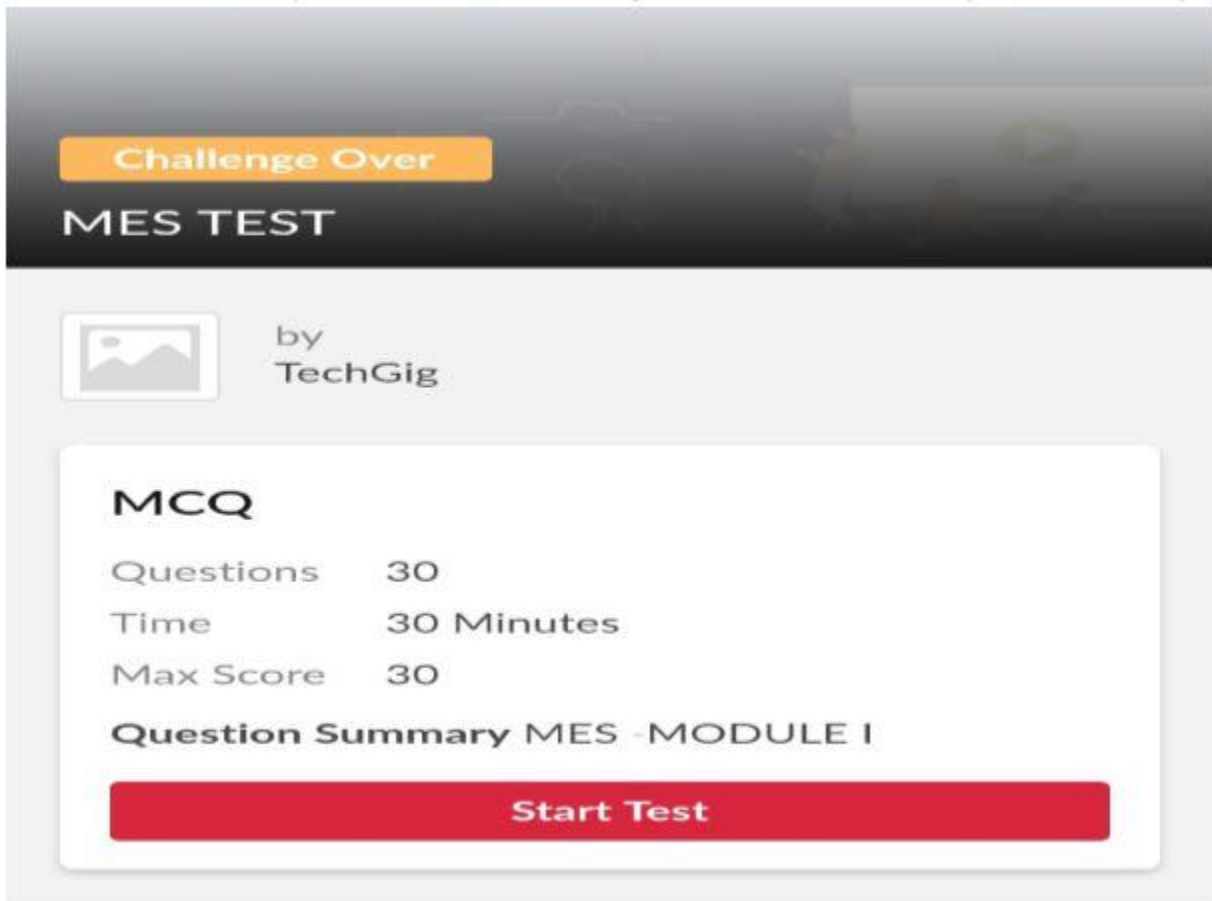 Challenge Over
MES TEST
by
TechGig
MCQ
Questions 30
Time 30 Minutes
Max Score 30
Question Summary MES -MODULE I
Start Test